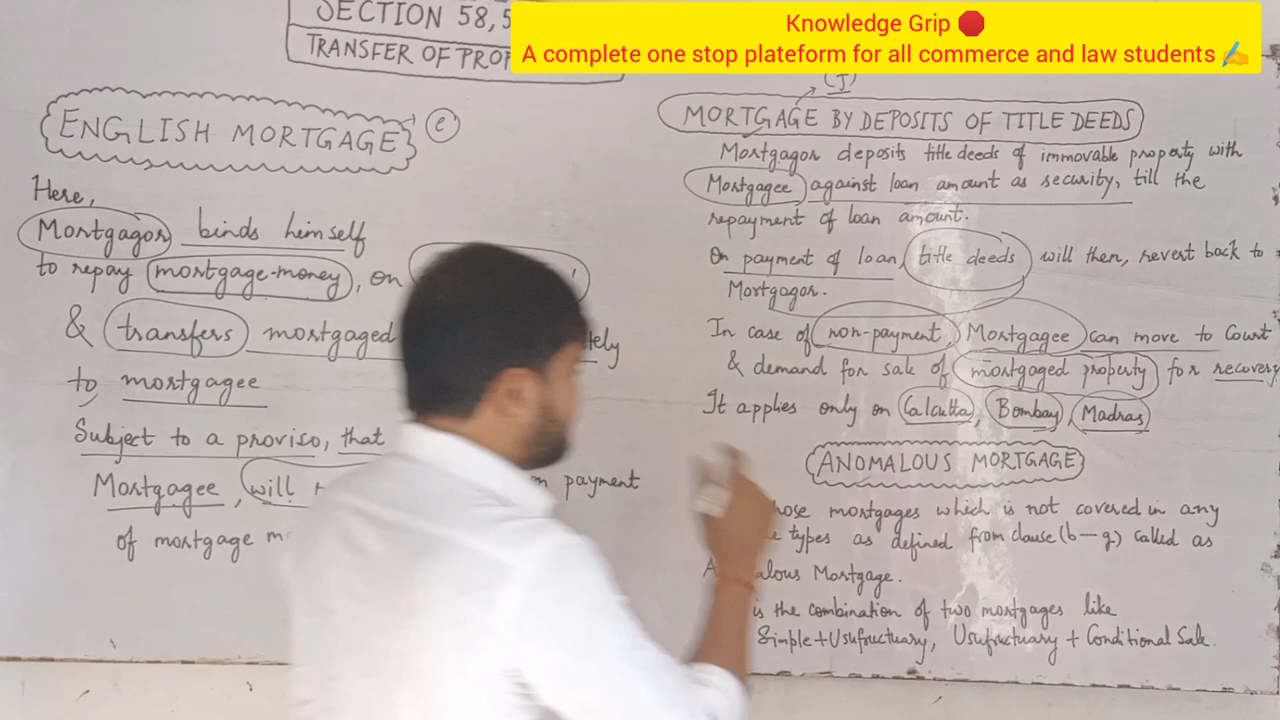 SECTION 58,
TRANSFER OF
Knowledge Grip 🛑
A complete one stop plateform for all commerce and law students ✍️
ENGLISH MORTGAGE
(e)
Here,
Mortgagor binds himself
to repay mortgage-money, on
& transfers mortgaged
to mortgagee
Subject to a proviso, that
Mortgagee, will on payment
of mortgage
(f)
MORTGAGE BY DEPOSITS OF TITLE DEEDS
Mortgagor deposits title deeds of immovable property with
Mortgagee against loan amount as security, till the
repayment of loan amount.
On payment of loan, title deeds will then, revert back to
Mortgagor.
In case of non-payment, Mortgagee can move to Court
& demand for sale of mortgaged property for recovery
It applies only on Calcutta, Bombay, Madras
ANOMALOUS MORTGAGE
mortgages which is not covered in any
types as defined from clause (b-g) called as
Mortgage.
is the combination of two mortgages like
Simple+Usufructuary, Usufructuary + Conditional Sale.